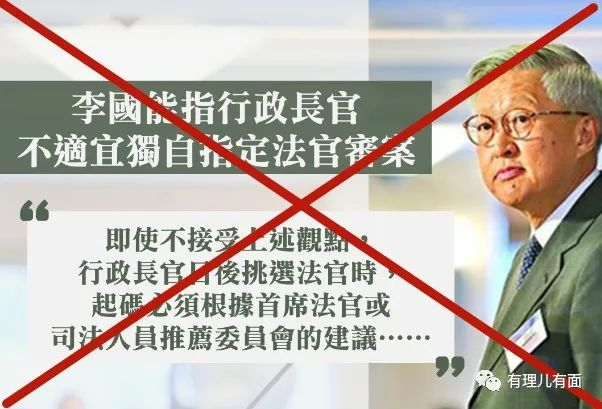 李國能指行政長官
不適宜獨自指定法官審案
“
即使不接受上述觀點，
行政長官日後挑選法官時，
起碼必須根據首席法官或
司法人員推薦委員會的建議……
”
有理儿有面